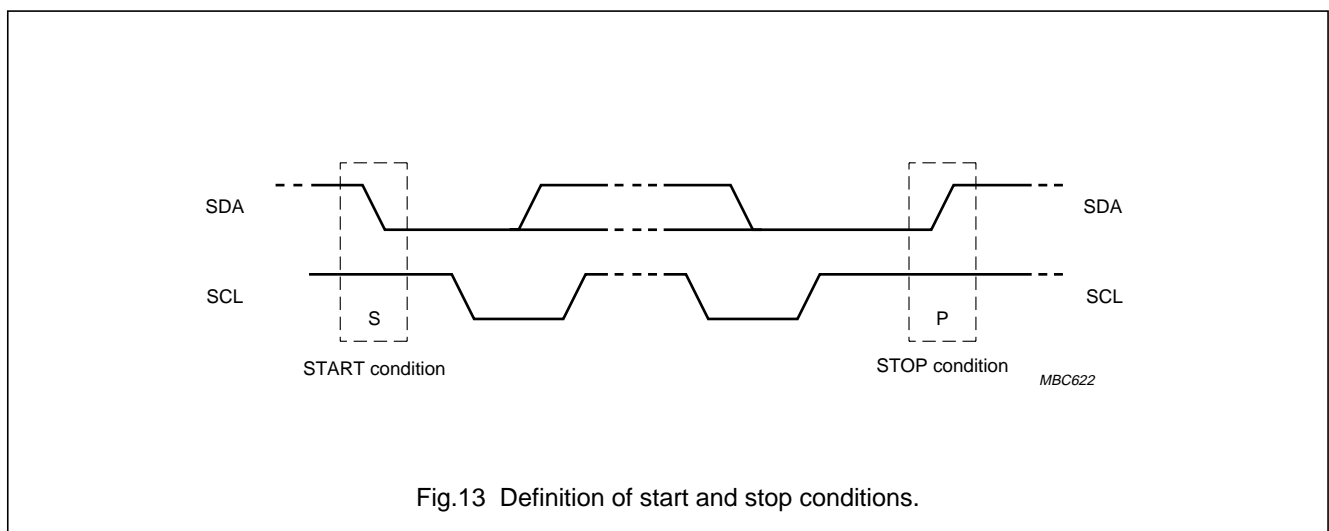 SDA
SDA
SCL
SCL
S
P
START condition
STOP condition
MBC622
Fig.13 Definition of start and stop conditions.